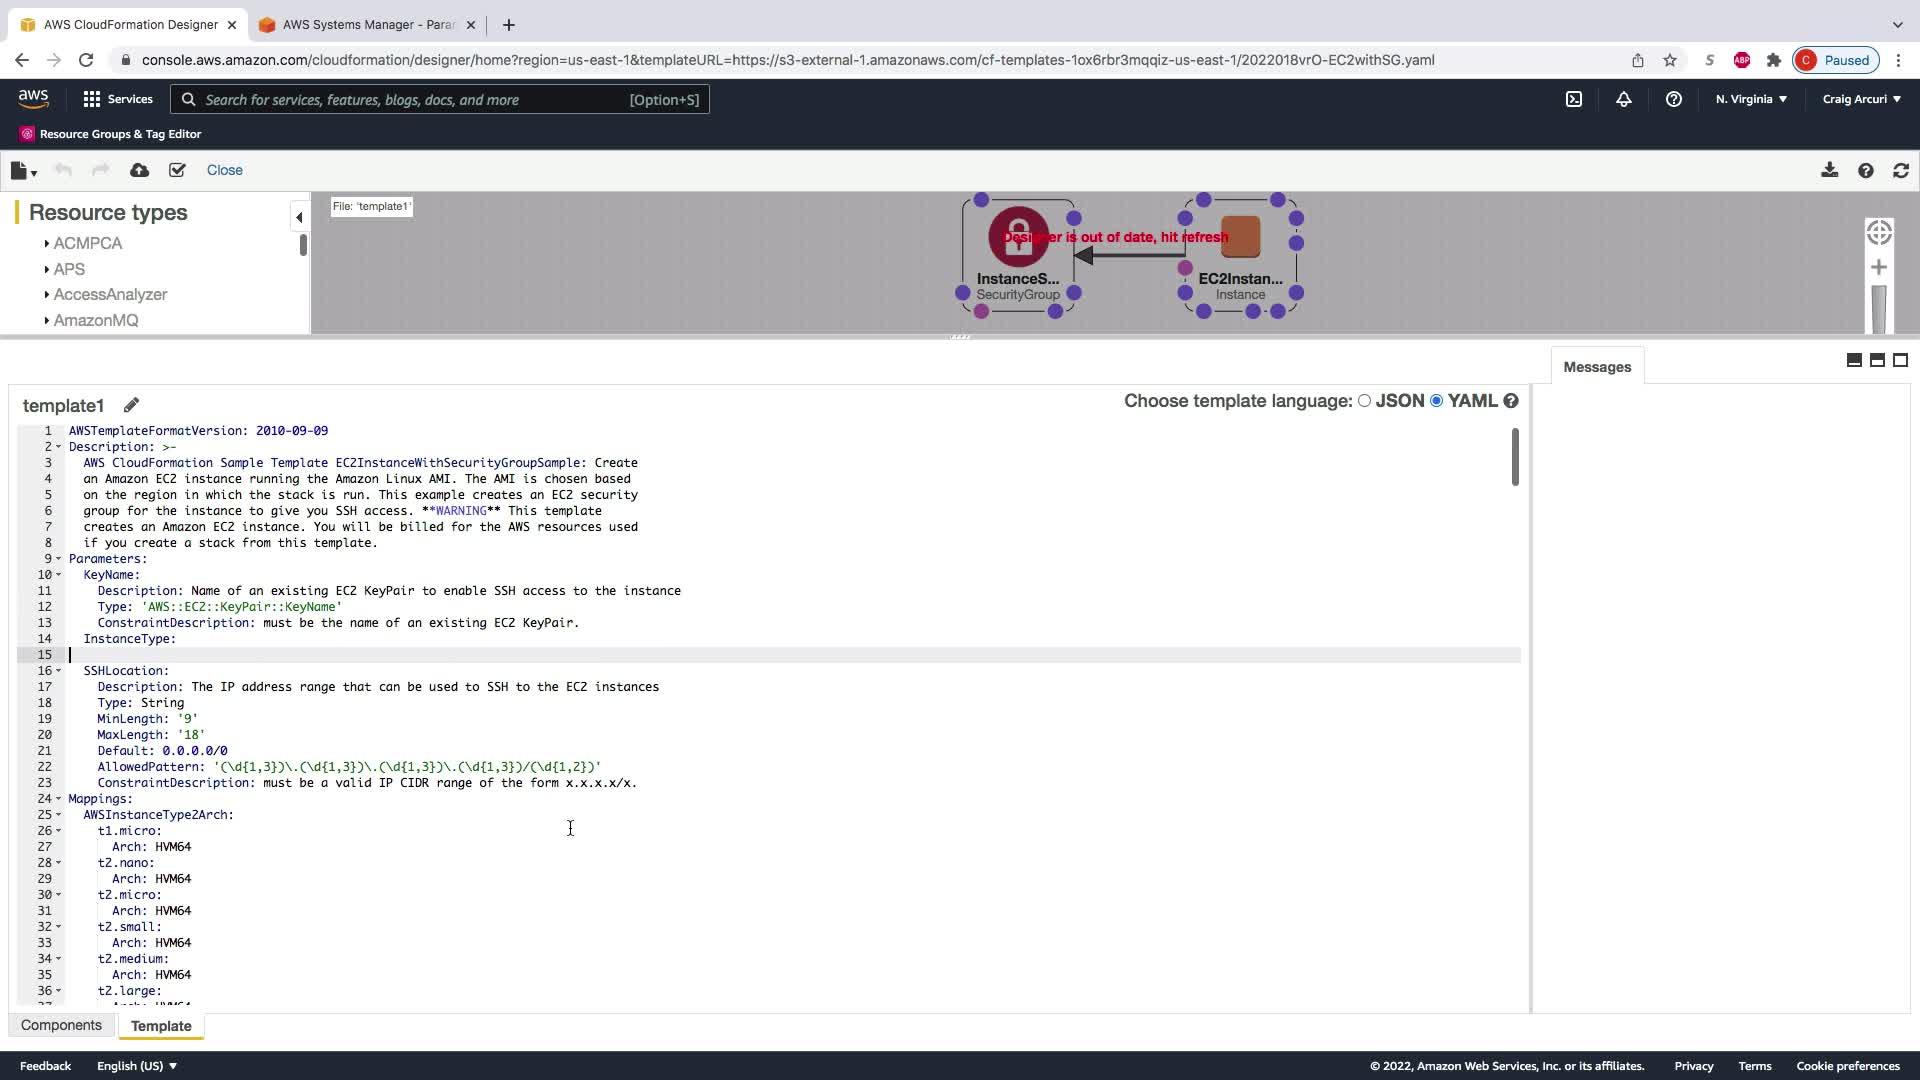 AWS CloudFormation Designer
AWS Systems Manager - Para
console.aws.amazon.com/cloudformation/designer/home?region=us-east-1&templateURL=https://s3-external-1.amazonaws.com/cf-templates-1ox6rbr3mqqiz-us-east-1/2022018vrO-EC2withSG.yaml
S
ABP
C Paused
aws
Services
Search for services, features, blogs, docs, and more [Option+S]
N. Virginia
Craig Arcuri
Resource Groups & Tag Editor
Close
Resource types
ACMPCA
APS
AccessAnalyzer
AmazonMQ
File: 'template1'
Designer is out of date, hit refresh
InstanceS...
SecurityGroup
EC2Instan...
Instance
Messages
template1
Choose template language: JSON YAML
1 AWSTemplateFormatVersion: 2010-09-09
2 Description: >-
3 AWS CloudFormation Sample Template EC2InstanceWithSecurityGroupSample: Create
4 an Amazon EC2 instance running the Amazon Linux AMI. The AMI is chosen based
5 on the region in which the stack is run. This example creates an EC2 security
6 group for the instance to give you SSH access. **WARNING** This template
7 creates an Amazon EC2 instance. You will be billed for the AWS resources used
8 if you create a stack from this template.
9 Parameters:
10 KeyName:
11 Description: Name of an existing EC2 KeyPair to enable SSH access to the instance
12 Type: 'AWS::EC2::KeyPair::KeyName'
13 ConstraintDescription: must be the name of an existing EC2 KeyPair.
14 InstanceType:
15
16 SSHLocation:
17 Description: The IP address range that can be used to SSH to the EC2 instances
18 Type: String
19 MinLength: '9'
20 MaxLength: '18'
21 Default: 0.0.0.0/0
22 AllowedPattern: '(\d{1,3})\.(\d{1,3})\.(\d{1,3})\.(\d{1,3})/(\d{1,2})'
23 ConstraintDescription: must be a valid IP CIDR range of the form x.x.x.x/x.
24 Mappings:
25 AWSInstanceType2Arch:
26 t1.micro:
27 Arch: HVM64
28 t2.nano:
29 Arch: HVM64
30 t2.micro:
31 Arch: HVM64
32 t2.small:
33 Arch: HVM64
34 t2.medium:
35 Arch: HVM64
36 t2.large:
37 Arch: HVM64
Components
Template
Feedback
English (US)
© 2022, Amazon Web Services, Inc. or its affiliates.
Privacy
Terms
Cookie preferences